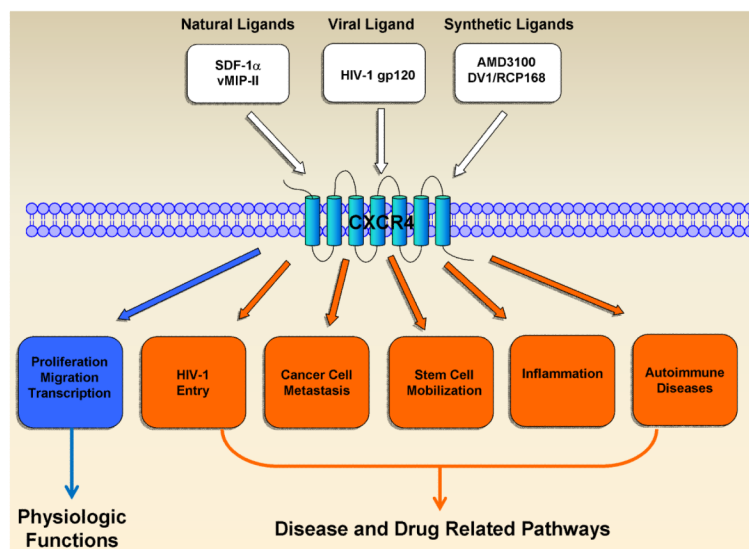 Natural Ligands
Viral Ligand
Synthetic Ligands
SDF-1α
vMIP-II
HIV-1 gp120
AMD3100
DV1/RCP168
CXCR4
Proliferation
Migration
Transcription
HIV-1
Entry
Cancer Cell
Metastasis
Stem Cell
Mobilization
Inflammation
Autoimmune
Diseases
Physiologic
Functions
Disease and Drug Related Pathways